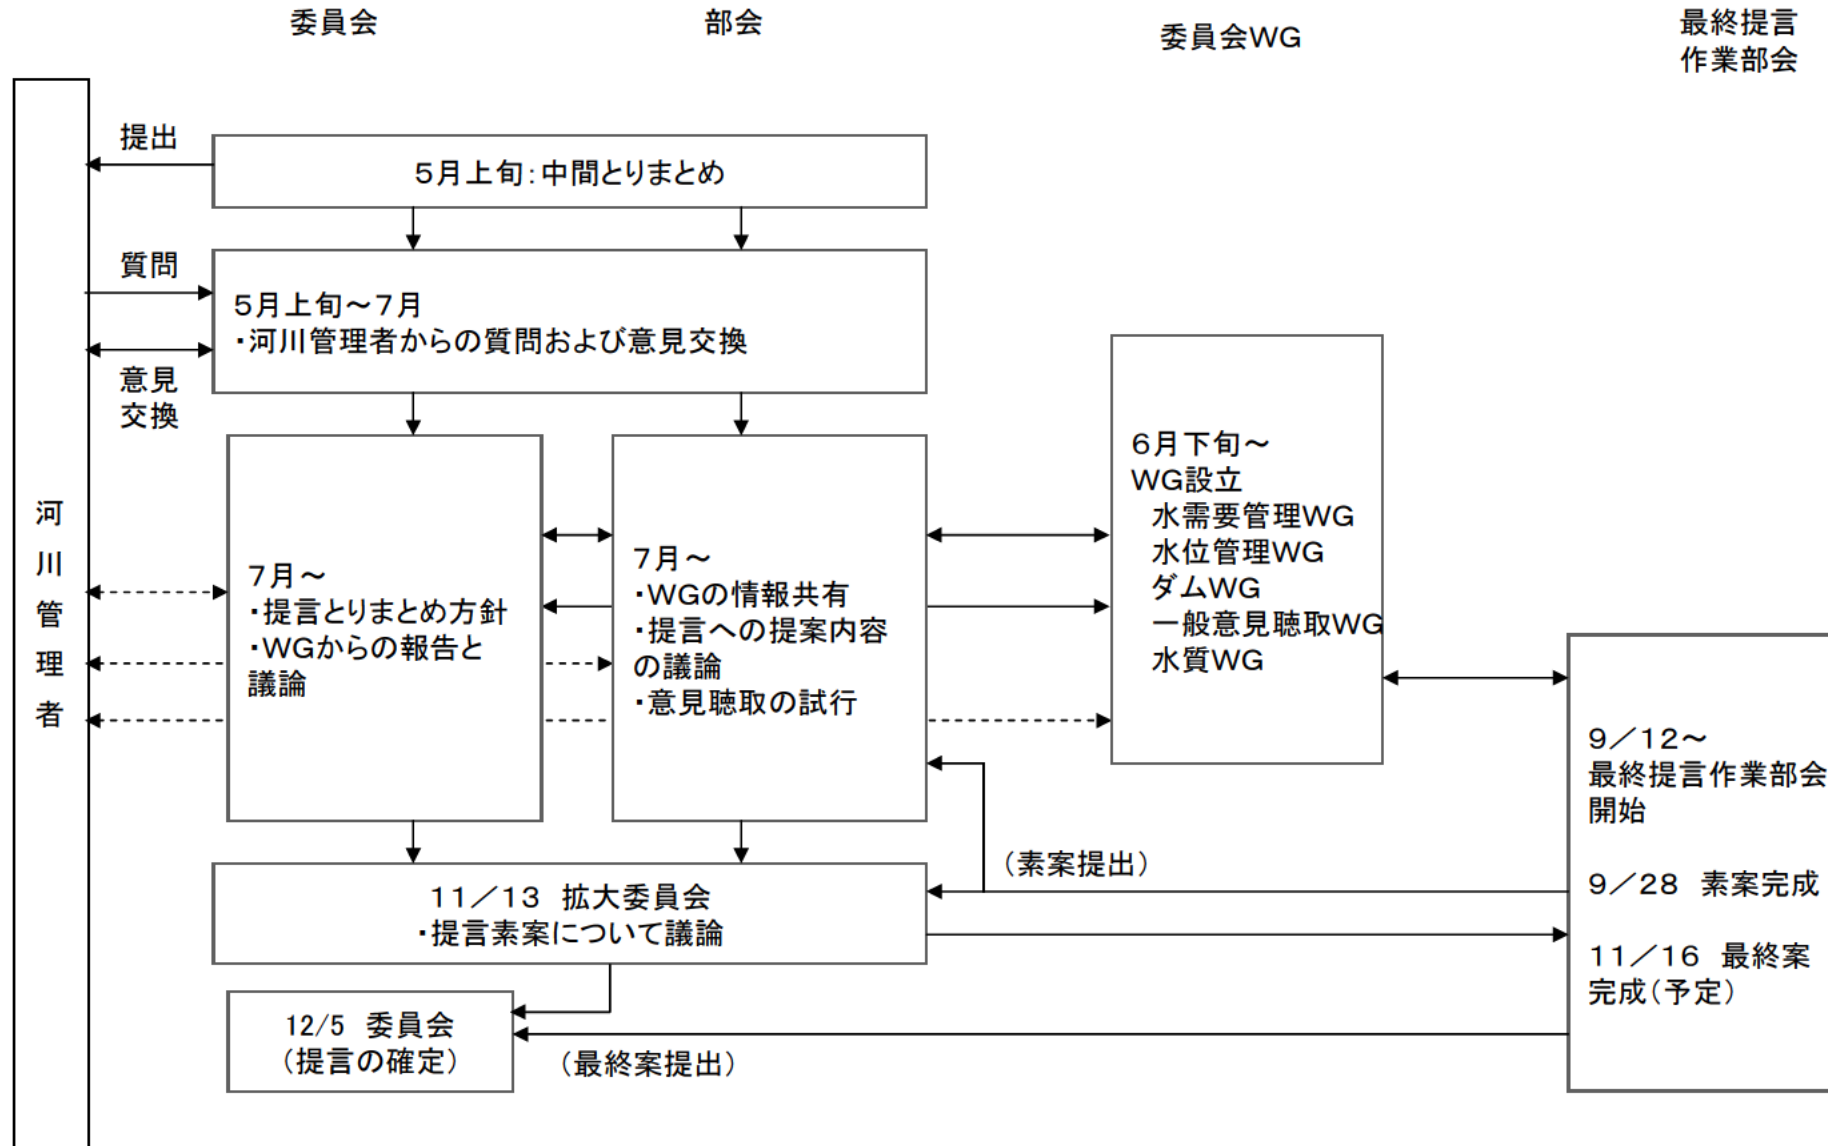 委員会
部会
委員会WG
最終提言
作業部会
提出
5月上旬:中間とりまとめ
質問
5月上旬～7月
・河川管理者からの質問および意見交換
意見
交換
河
川
管
理
者
7月～
・提言とりまとめ方針
・WGからの報告と
議論
7月～
・WGの情報共有
・提言への提案内容
の議論
・意見聴取の試行
6月下旬～
WG設立
水需要管理WG
水位管理WG
ダムWG
一般意見聴取WG
水質WG
9／12～
最終提言作業部会
開始
9／28 素案完成
11／16 最終案
完成(予定)
(素案提出)
11／13 拡大委員会
・提言素案について議論
12/5 委員会
(提言の確定)
(最終案提出)